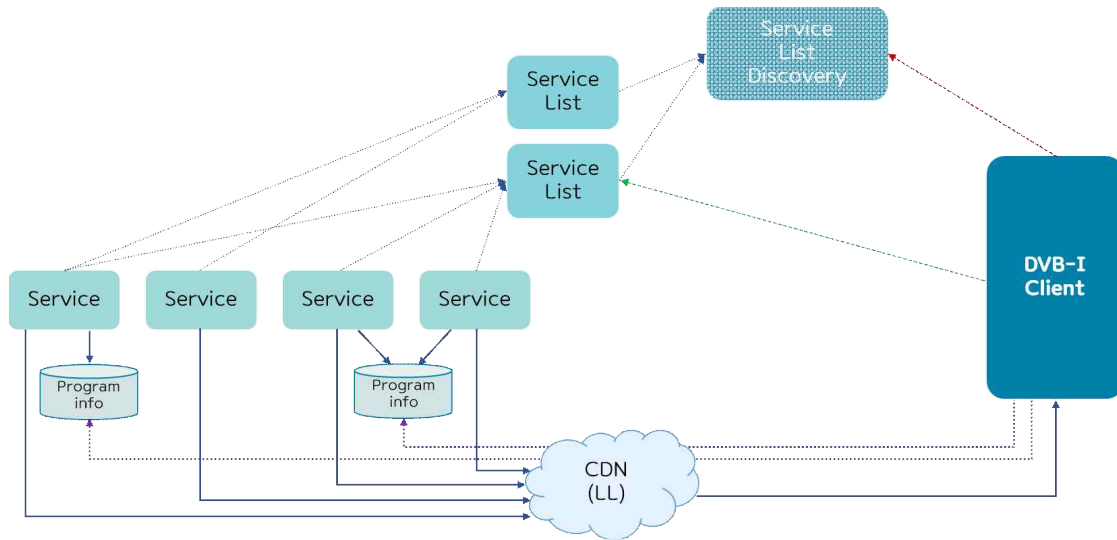 Service
List
Discovery
Service
List
Service
List
DVB-I
Client
Service
Service
Service
Service
Program
info
Program
info
CDN
(LL)